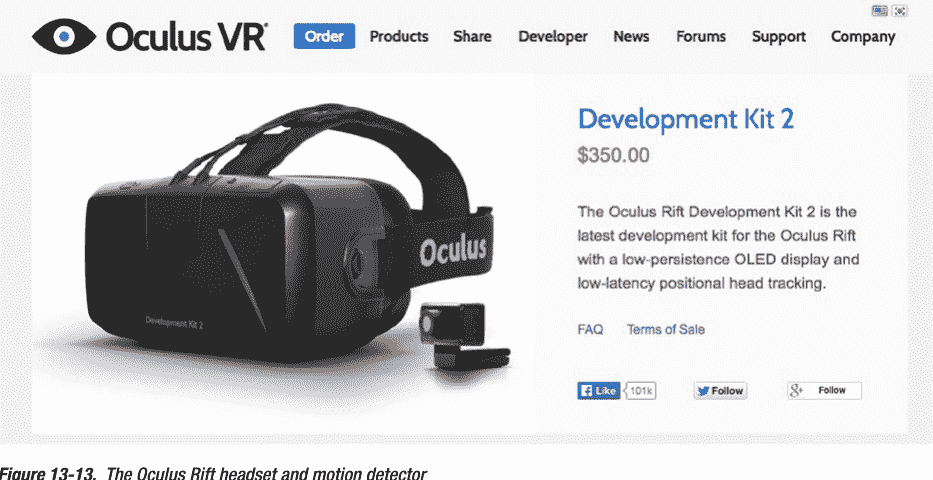 Oculus VR®
Order Products Share Developer News Forums Support Company
Development Kit 2
$350.00
The Oculus Rift Development Kit 2 is the
latest development kit for the Oculus Rift
with a low-persistence OLED display and
low-latency positional head tracking.
Oculus
Development Kit 2
FAQ Terms of Sale
Like 101k Follow Follow
Figure 13-13. The Oculus Rift headset and motion detector